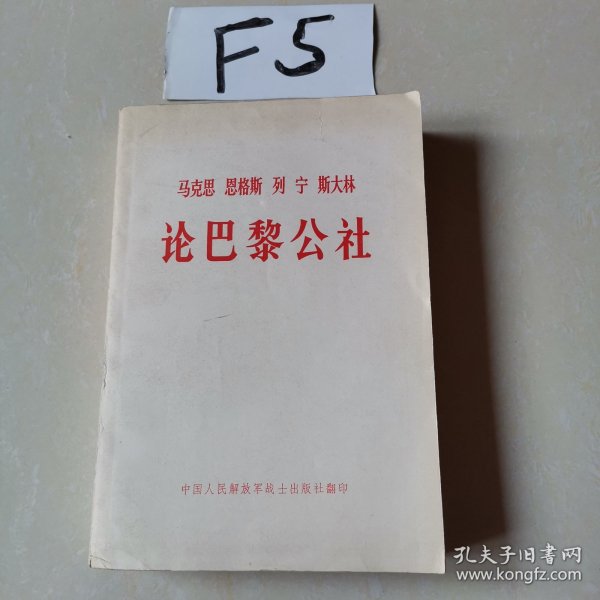 F5
马克思 恩格斯 列宁 斯大林
论巴黎公社
中国人民解放军战士出版社翻印
孔夫子旧书网
www.kongfz.com